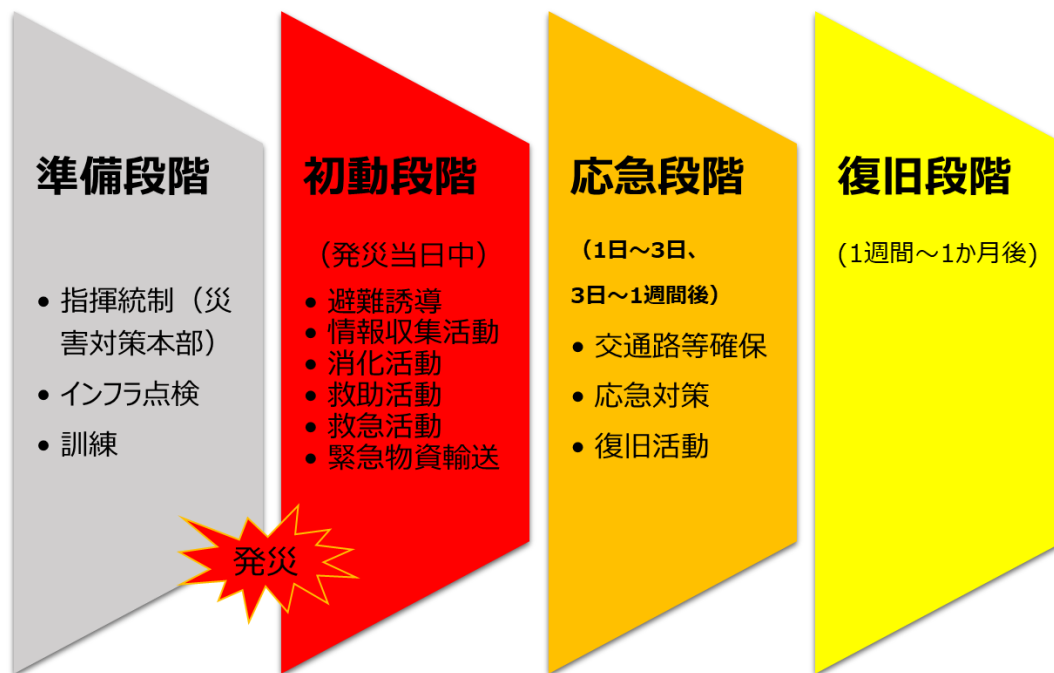 準備段階
• 指揮統制（災
害対策本部）
• インフラ点検
• 訓練
発災
初動段階
（発災当日中）
• 避難誘導
• 情報収集活動
• 消化活動
• 救助活動
• 救急活動
• 緊急物資輸送
応急段階
（1日～3日、
3日～1週間後）
• 交通路等確保
• 応急対策
• 復旧活動
復旧段階
(1週間～1か月後)